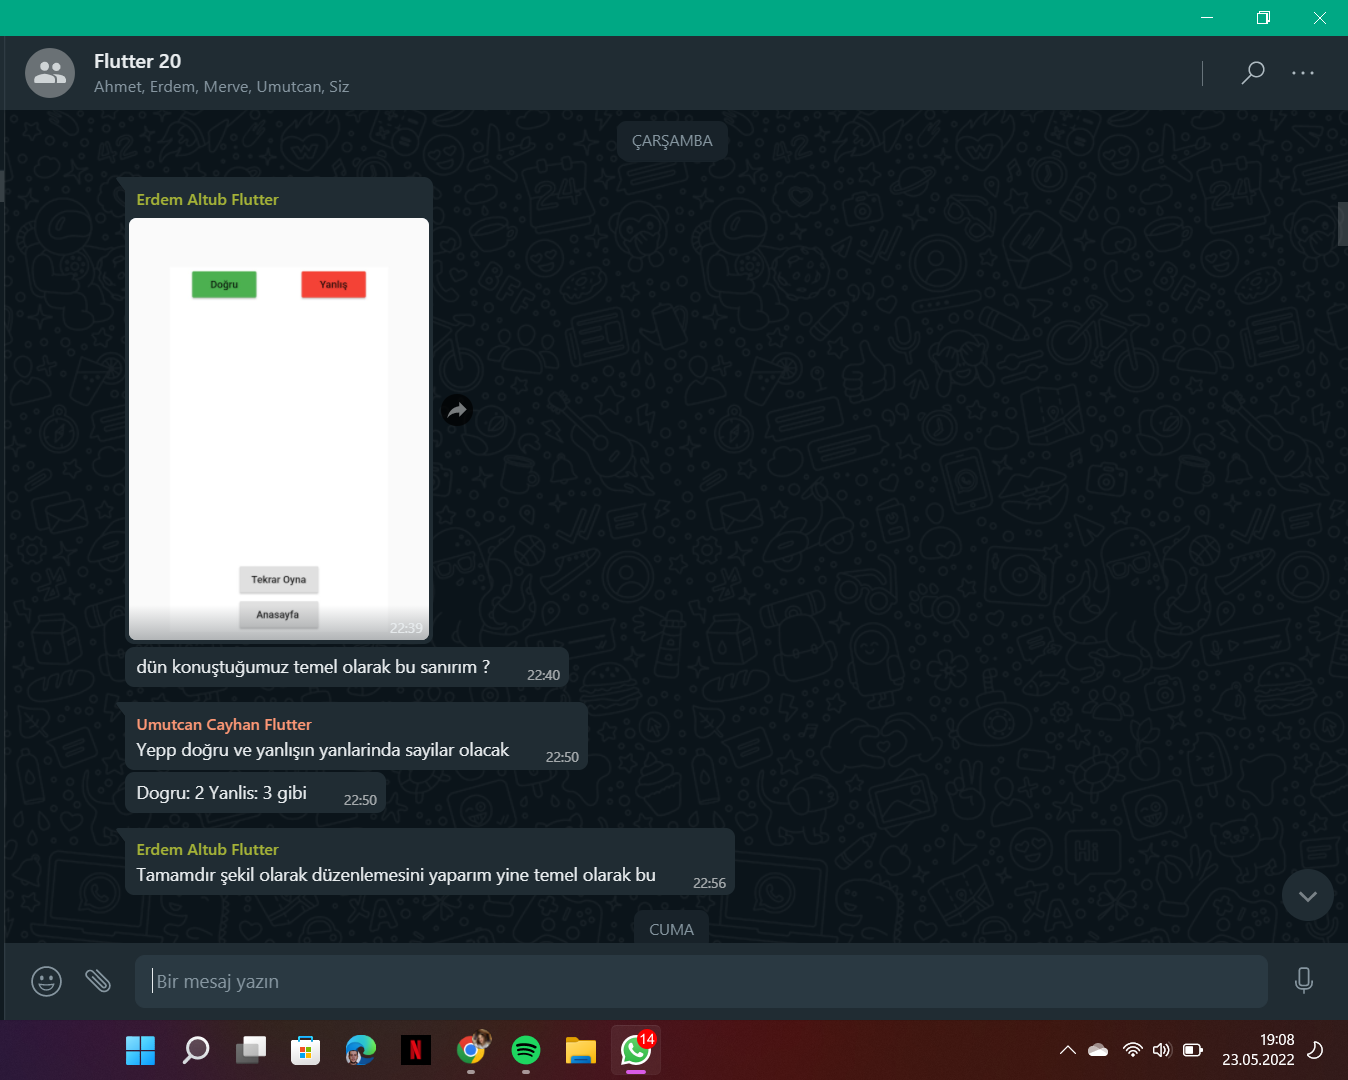 Flutter 20
Ahmet, Erdem, Merve, Umutcan, Siz
ÇARŞAMBA
Erdem Altub Flutter
Doğru
Yanlış
Tekrar Oyna
Anasayfa
22:39
dün konuştuğumuz temel olarak bu sanırım ?
22:40
Umutcan Cayhan Flutter
Yepp doğru ve yanlışın yanlarinda sayilar olacak
22:50
Dogru: 2 Yanlis: 3 gibi
22:50
Erdem Altub Flutter
Tamamdır şekil olarak düzenlemesini yaparım yine temel olarak bu
22:56
CUMA
Bir mesaj yazın
N
14
19:08
23.05.2022